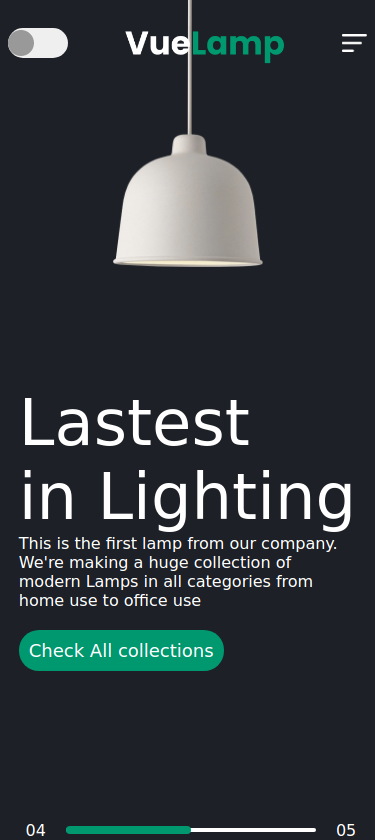 VueLamp
Lastest
in Lighting
This is the first lamp from our company.
We're making a huge collection of
modern Lamps in all categories from
home use to office use
Check All collections
04 05